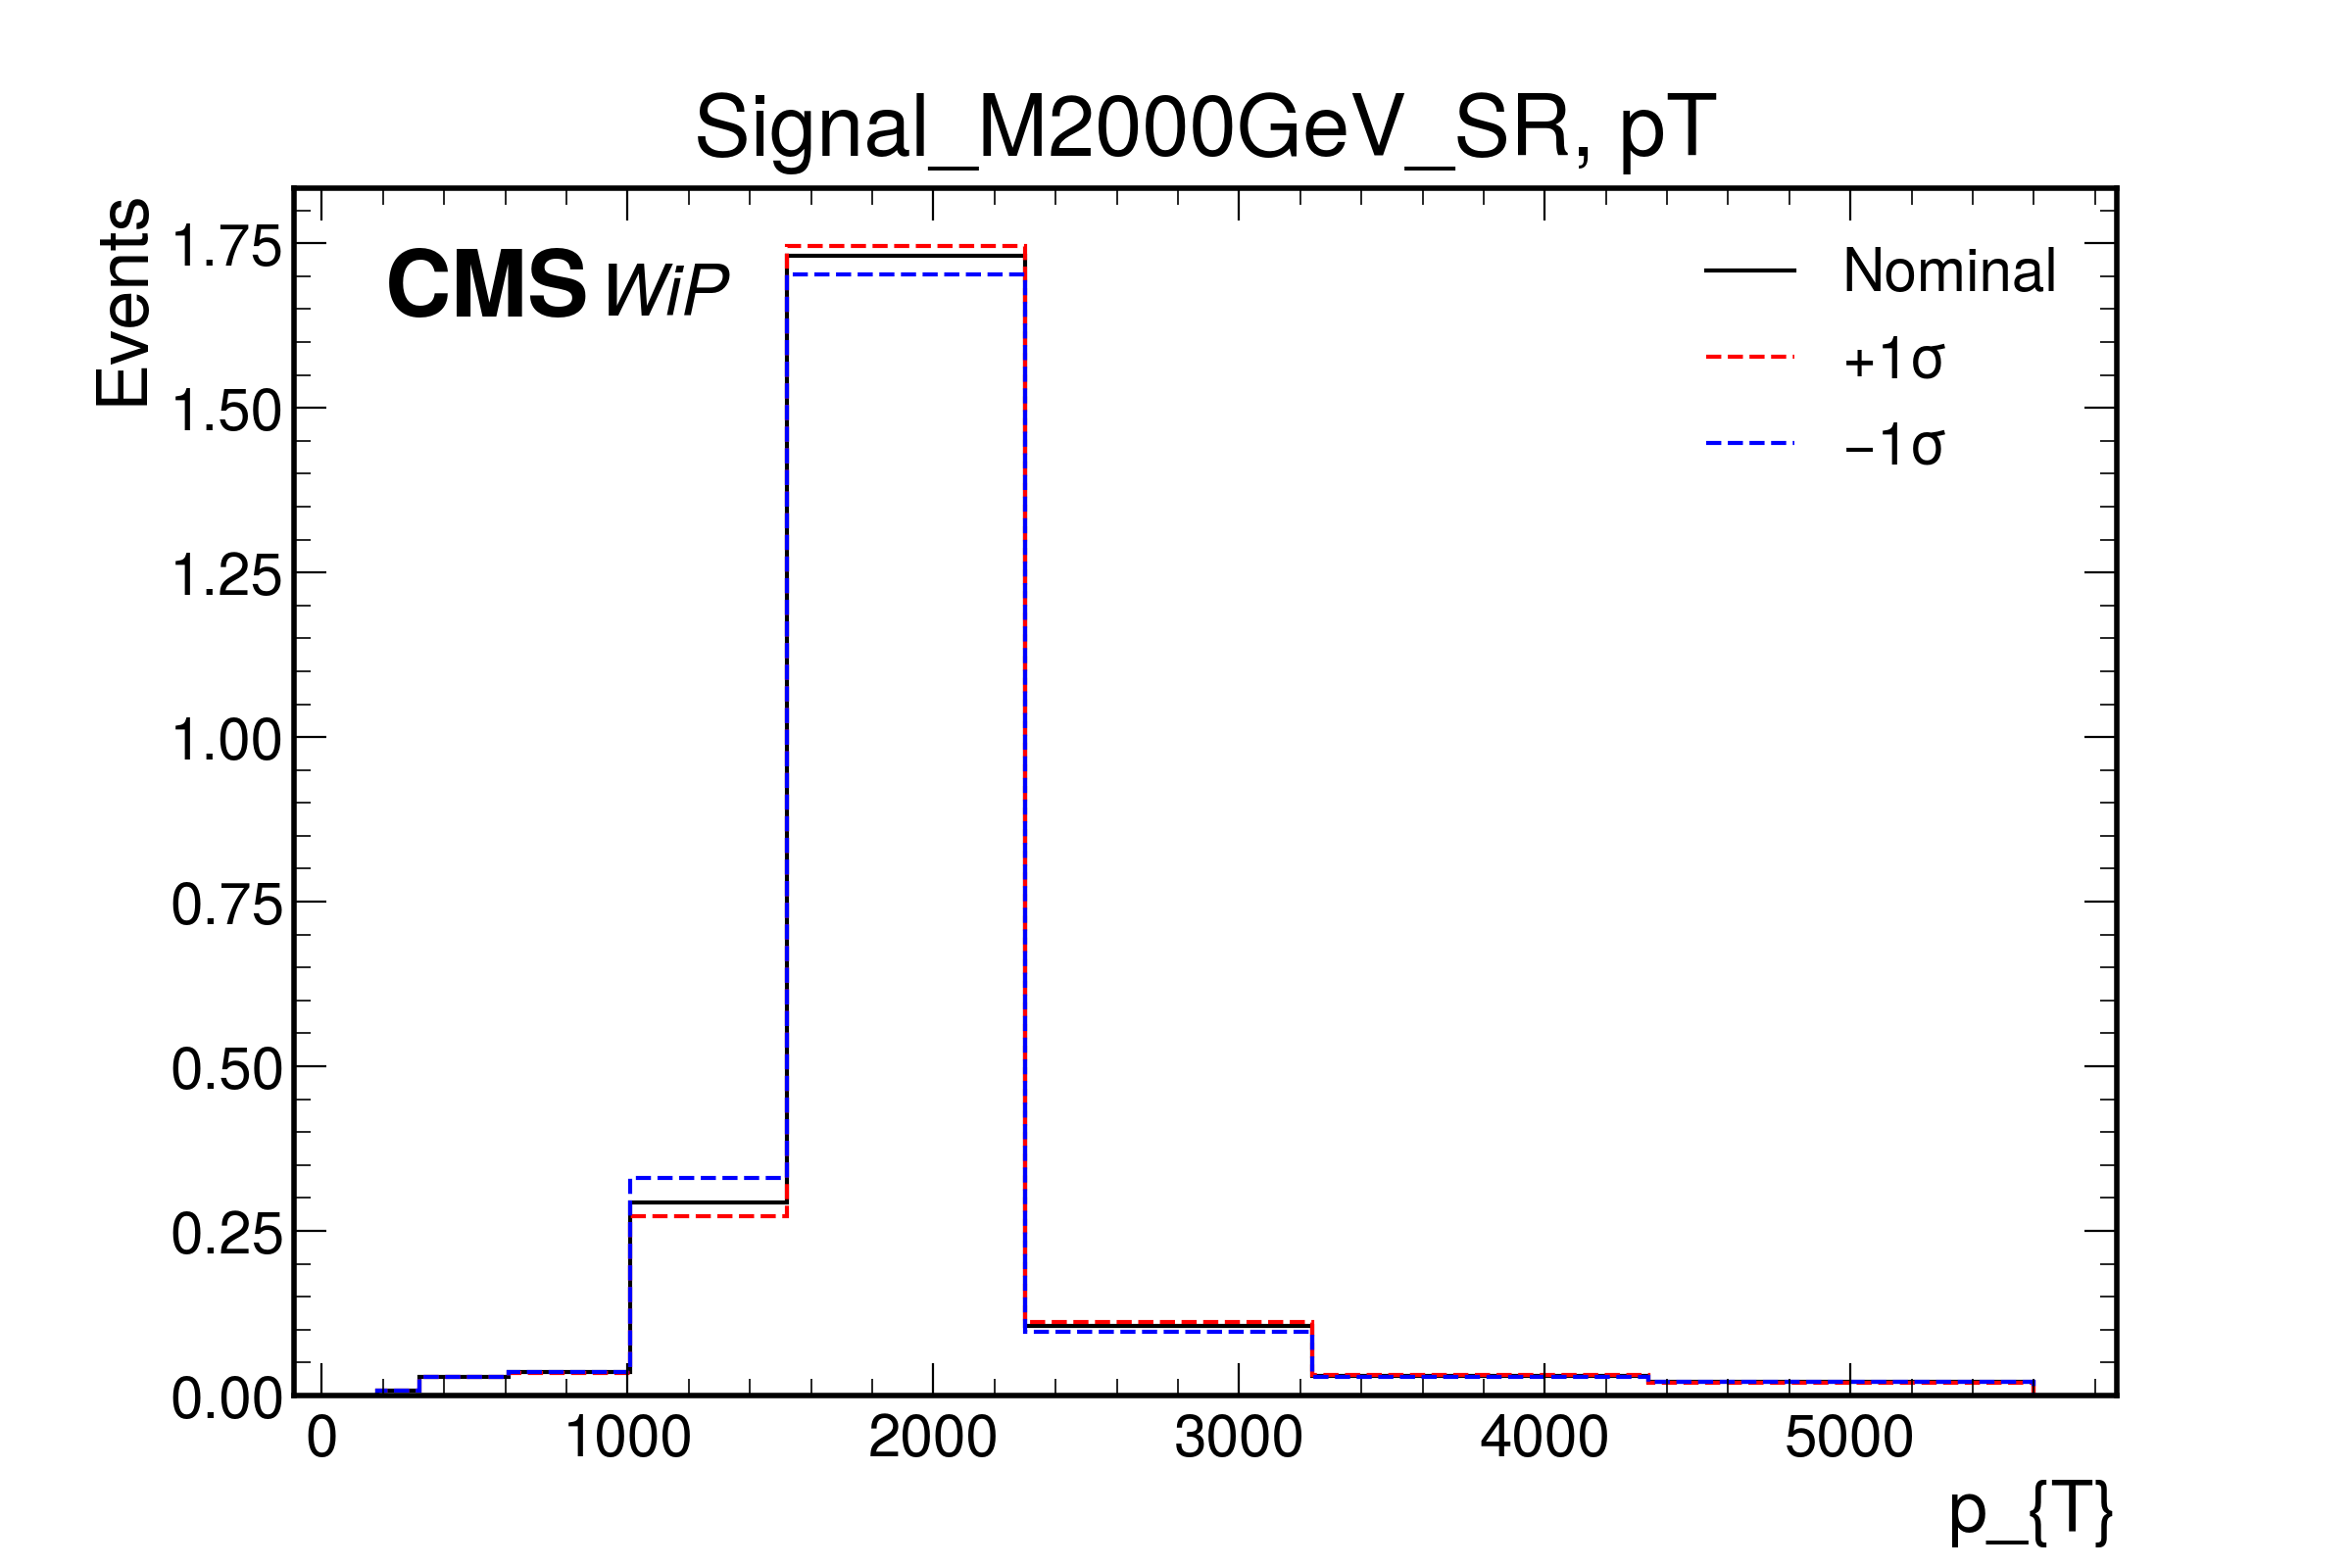 Signal_M2000GeV_SR, pT
Events
CMS WiP
Nominal
+1σ
−1σ
1.75
1.50
1.25
1.00
0.75
0.50
0.25
0.00
0 1000 2000 3000 4000 5000
p_{T}